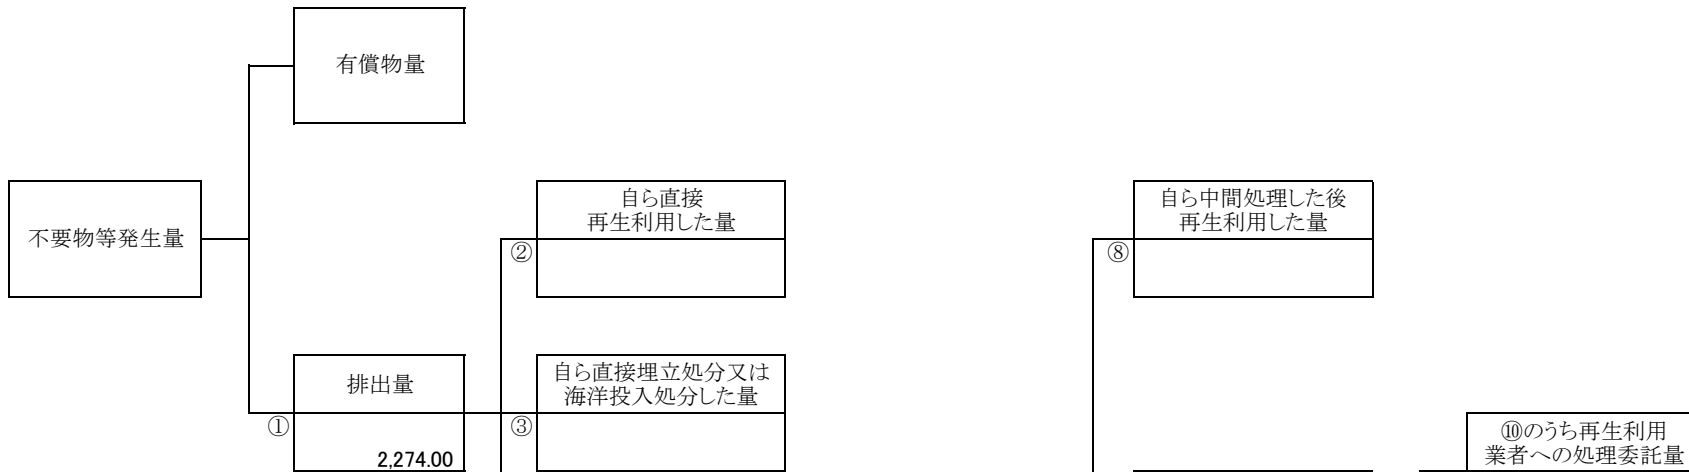 有償物量
不要物等発生量
自ら直接
再生利用した量
②
自ら中間処理した後
再生利用した量
⑧
排出量
①
2,274.00
自ら直接埋立処分又は
海洋投入処分した量
③
⑩のうち再生利用
業者への処理委託量